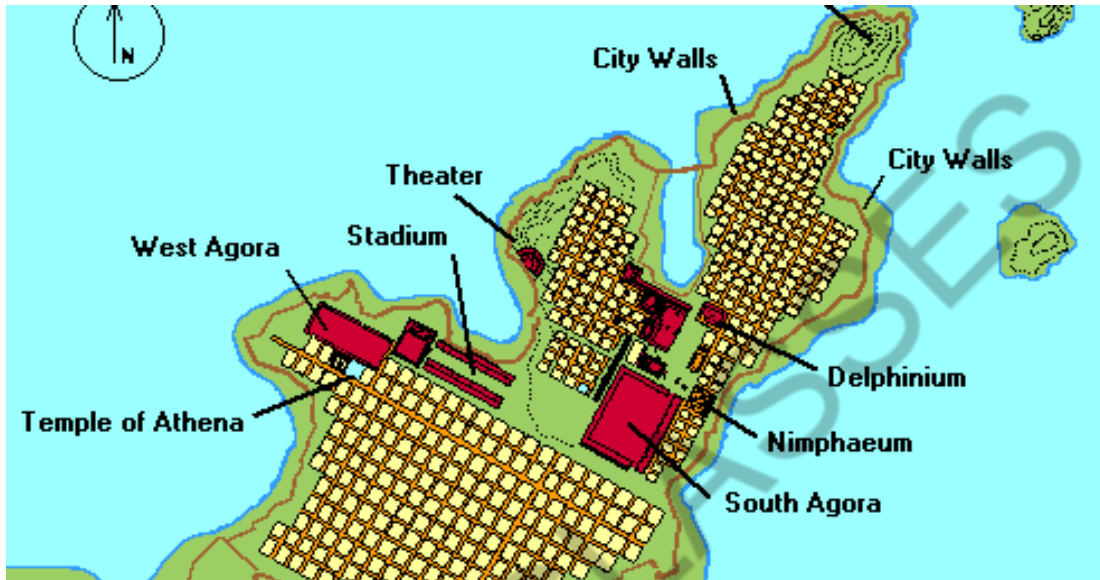 N
City Walls
City Walls
Theater
Stadium
West Agora
Delphinium
Temple of Athena
Nimphaeum
South Agora